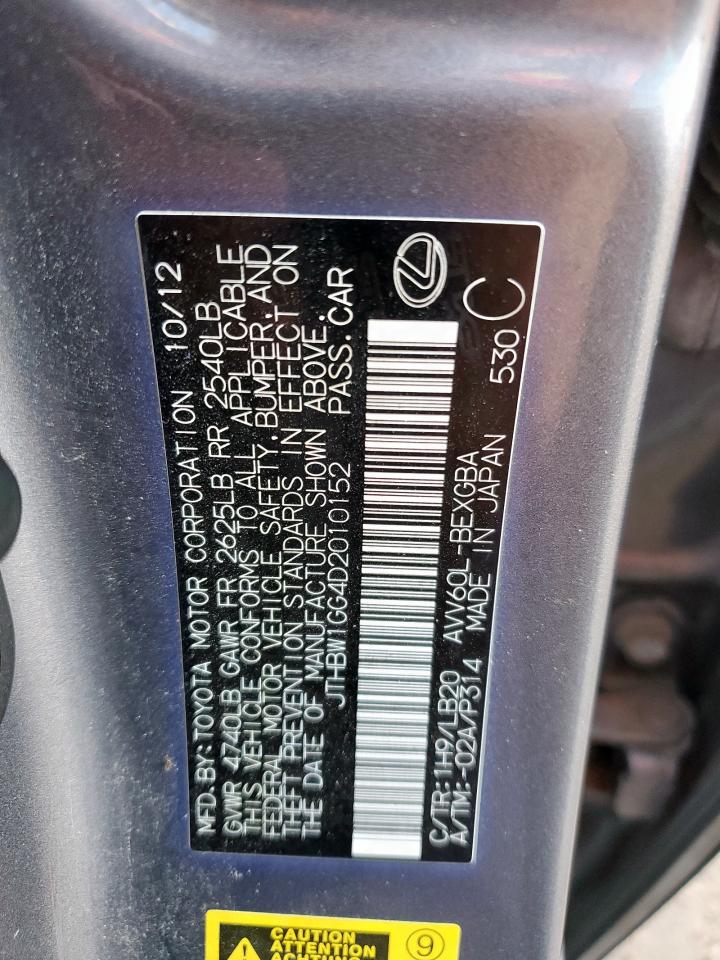 MFD. BY: TOYOTA MOTOR CORPORATION 10/12
GVWR 4740LB GAWR FR 2625LB RR 2540LB
THIS VEHICLE CONFORMS TO ALL APPLICABLE
FEDERAL MOTOR VEHICLE SAFETY, BUMPER, AND
THEFT PREVENTION STANDARDS IN EFFECT ON
THE DATE OF MANUFACTURE SHOWN ABOVE.
JTHBW1GG4D2010152 PASS. CAR
C/TR: 1H9/LB20 AVV60L-BEXGBA
A/TM: -02A/P314 MADE IN JAPAN 530 C
CAUTION
ATTENTION
ACHTUNG
9